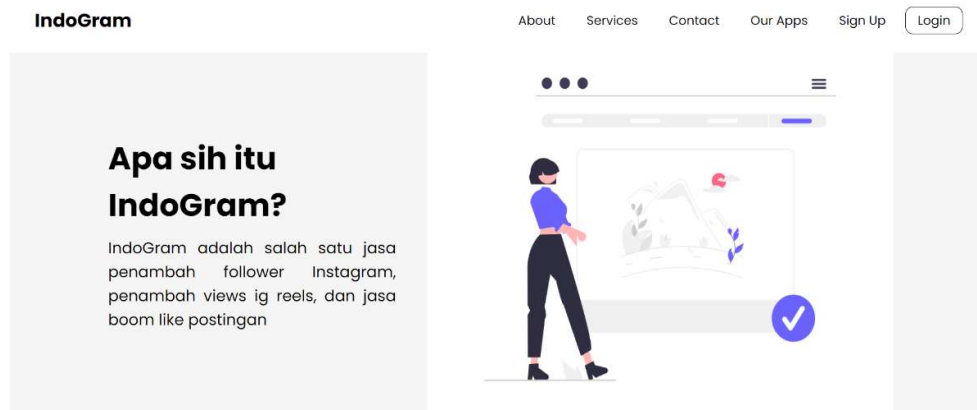 IndoGram
About
Services
Contact
Our Apps
Sign Up
Login
Apa sih itu
IndoGram?
IndoGram adalah salah satu jasa
penambah follower Instagram,
penambah views ig reels, dan jasa
boom like postingan